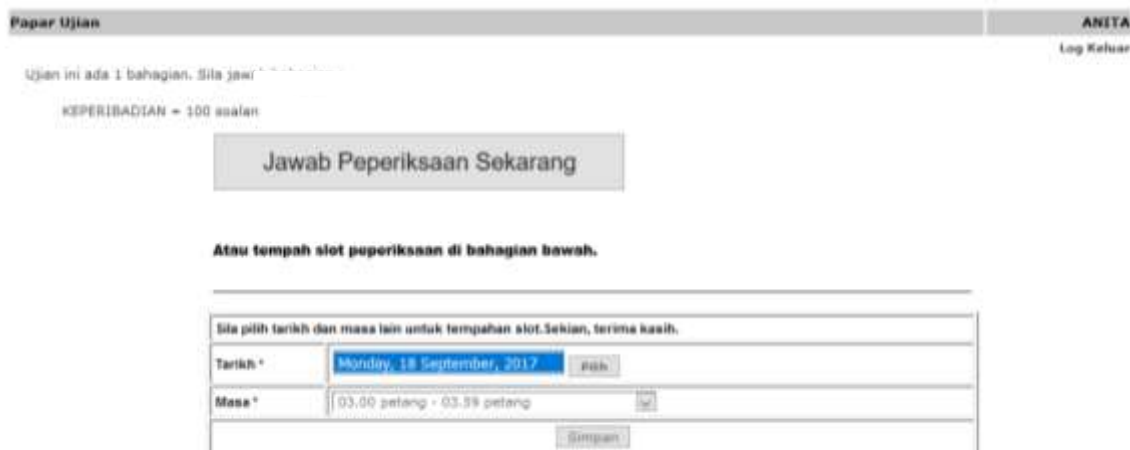 Papar Ujian
ANITA
Log Keluar
Ujian ini ada 1 bahagian. Sila
KEPERIBADIAN = 100 soalan
Jawab Peperiksaan Sekarang
Atau tempah slot peperiksaan di bahagian bawah.
Sila pilih tarikh dan masa lain untuk tempahan slot.Sekian, terima kasih.
Tarikh * Monday, 18 September, 2017 Pilih
Masa * 03.00 petang - 03.59 petang
Simpan